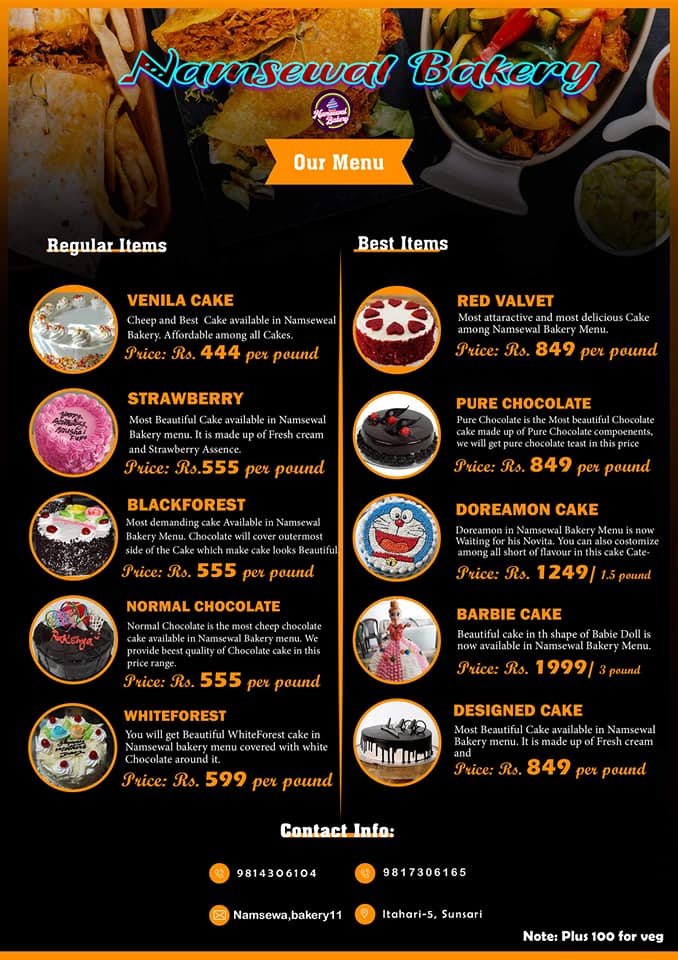 Namsewal Bakery
Namsewal
Bakery
Our Menu
Regular Items
VENILA CAKE
Cheep and Best Cake available in Namseweal
Bakery. Affordable among all Cakes.
Price: Rs. 444 per pound
STRAWBERRY
Most Beautiful Cake available in Namsewal
Bakery menu. It is made up of Fresh cream
and Strawberry Assence.
Price: Rs.555 per pound
BLACKFOREST
Most demanding cake Available in Namsewal
Bakery Menu. Chocolate will cover outermost
side of the Cake which make cake looks Beautiful
Price: Rs. 555 per pound
NORMAL CHOCOLATE
Normal Chocolate is the most cheep chocolate
cake available in Namsewal Bakery menu. We
provide beest quality of Chocolate cake in this
price range.
Price: Rs. 555 per pound
WHITEFOREST
You will get Beautiful WhiteForest cake in
Namsewal bakery menu covered with white
Chocolate around it.
Price: Rs. 599 per pound
Best Items
RED VALVET
Most attaractive and most delicious Cake
among Namsewal Bakery Menu.
Price: Rs. 849 per pound
PURE CHOCOLATE
Pure Chocolate is the Most beautiful Chocolate
cake made up of Pure Chocolate compoenents,
we will get pure chocolate teast in this price
Price: Rs. 849 per pound
DOREAMON CAKE
Doreamon in Namsewal Bakery Menu is now
Waiting for his Novita. You can also costomize
among all short of flavour in this cake Cate-
Price: Rs. 1249/ 1.5 pound
BARBIE CAKE
Beautiful cake in th shape of Babie Doll is
now available in Namsewal Bakery Menu.
Price: Rs. 1999/ 3 pound
DESIGNED CAKE
Most Beautiful Cake available in Namsewal
Bakery menu. It is made up of Fresh cream
and
Price: Rs. 849 per pound
Contact Info:
9814306104
9817306165
Namsewa,bakery11
Itahari-5, Sunsari
Note: Plus 100 for veg